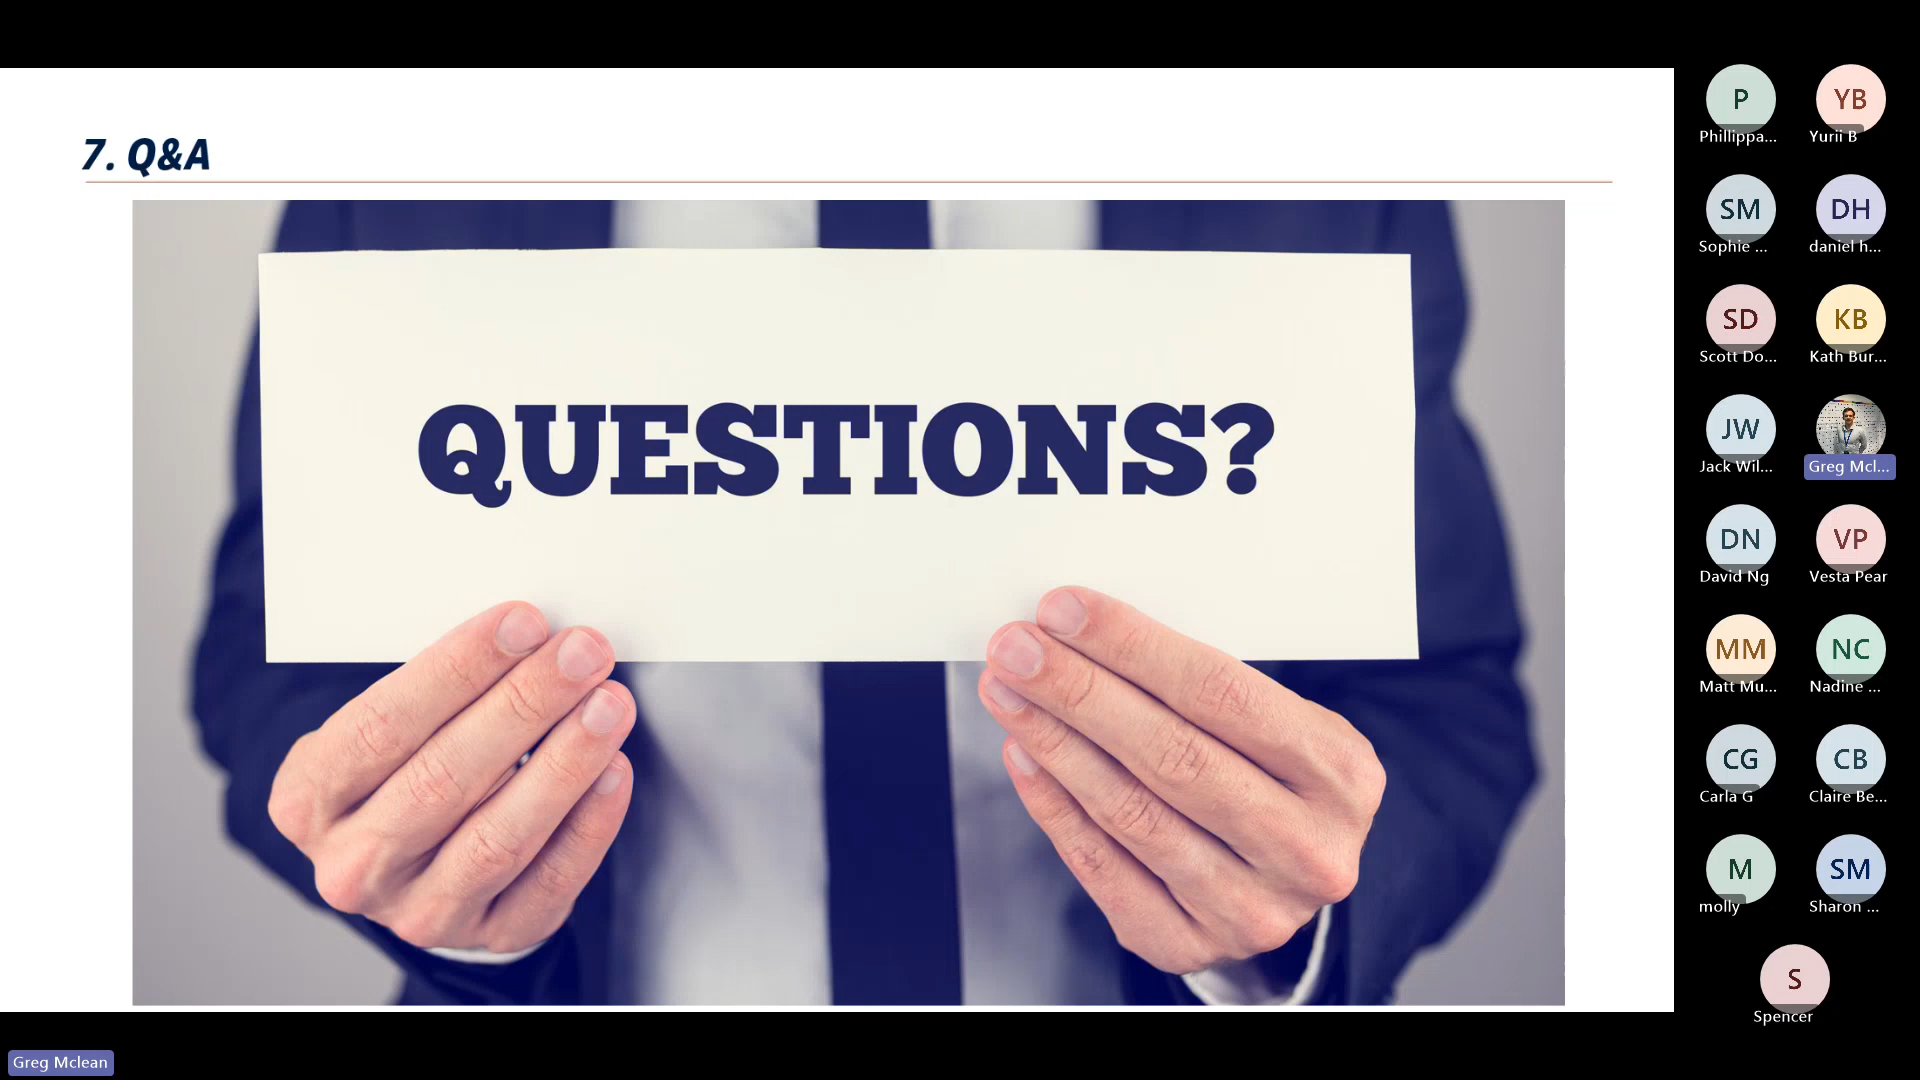 7. Q&A
QUESTIONS?
P
Phillippa...
YB
Yurii B
SM
Sophie ...
DH
daniel h...
SD
Scott Do...
KB
Kath Bur...
JW
Jack Wil...
Greg Mcl...
DN
David Ng
VP
Vesta Pear
MM
Matt Mu...
NC
Nadine ...
CG
Carla G
CB
Claire Be...
M
molly
SM
Sharon ...
S
Spencer
Greg Mclean